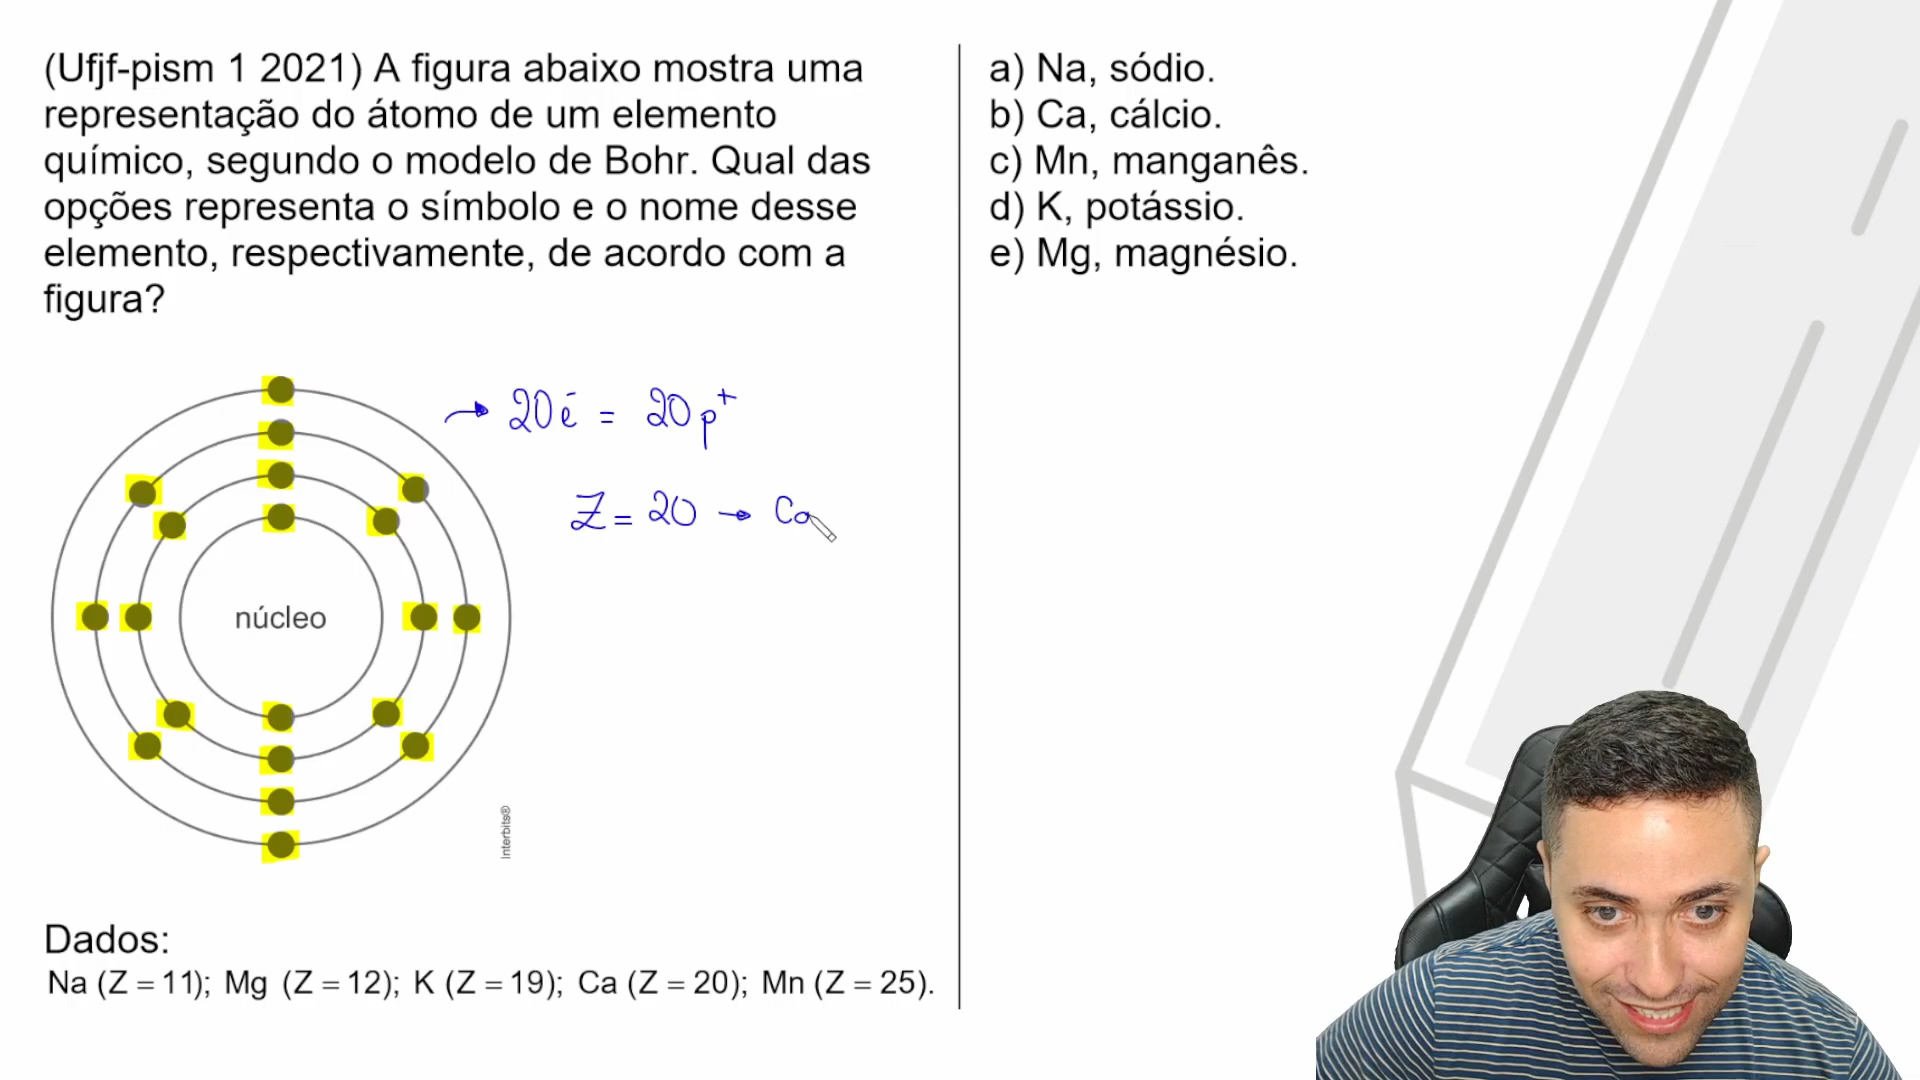 (Ufjf-pism 1 2021) A figura abaixo mostra uma
representação do átomo de um elemento
químico, segundo o modelo de Bohr. Qual das
opções representa o símbolo e o nome desse
elemento, respectivamente, de acordo com a
figura?
→ 20 e⁻ = 20 p⁺
Z = 20 → Ca
núcleo
Interbits®
Dados:
Na (Z = 11); Mg (Z = 12); K (Z = 19); Ca (Z = 20); Mn (Z = 25).
a) Na, sódio.
b) Ca, cálcio.
c) Mn, manganês.
d) K, potássio.
e) Mg, magnésio.